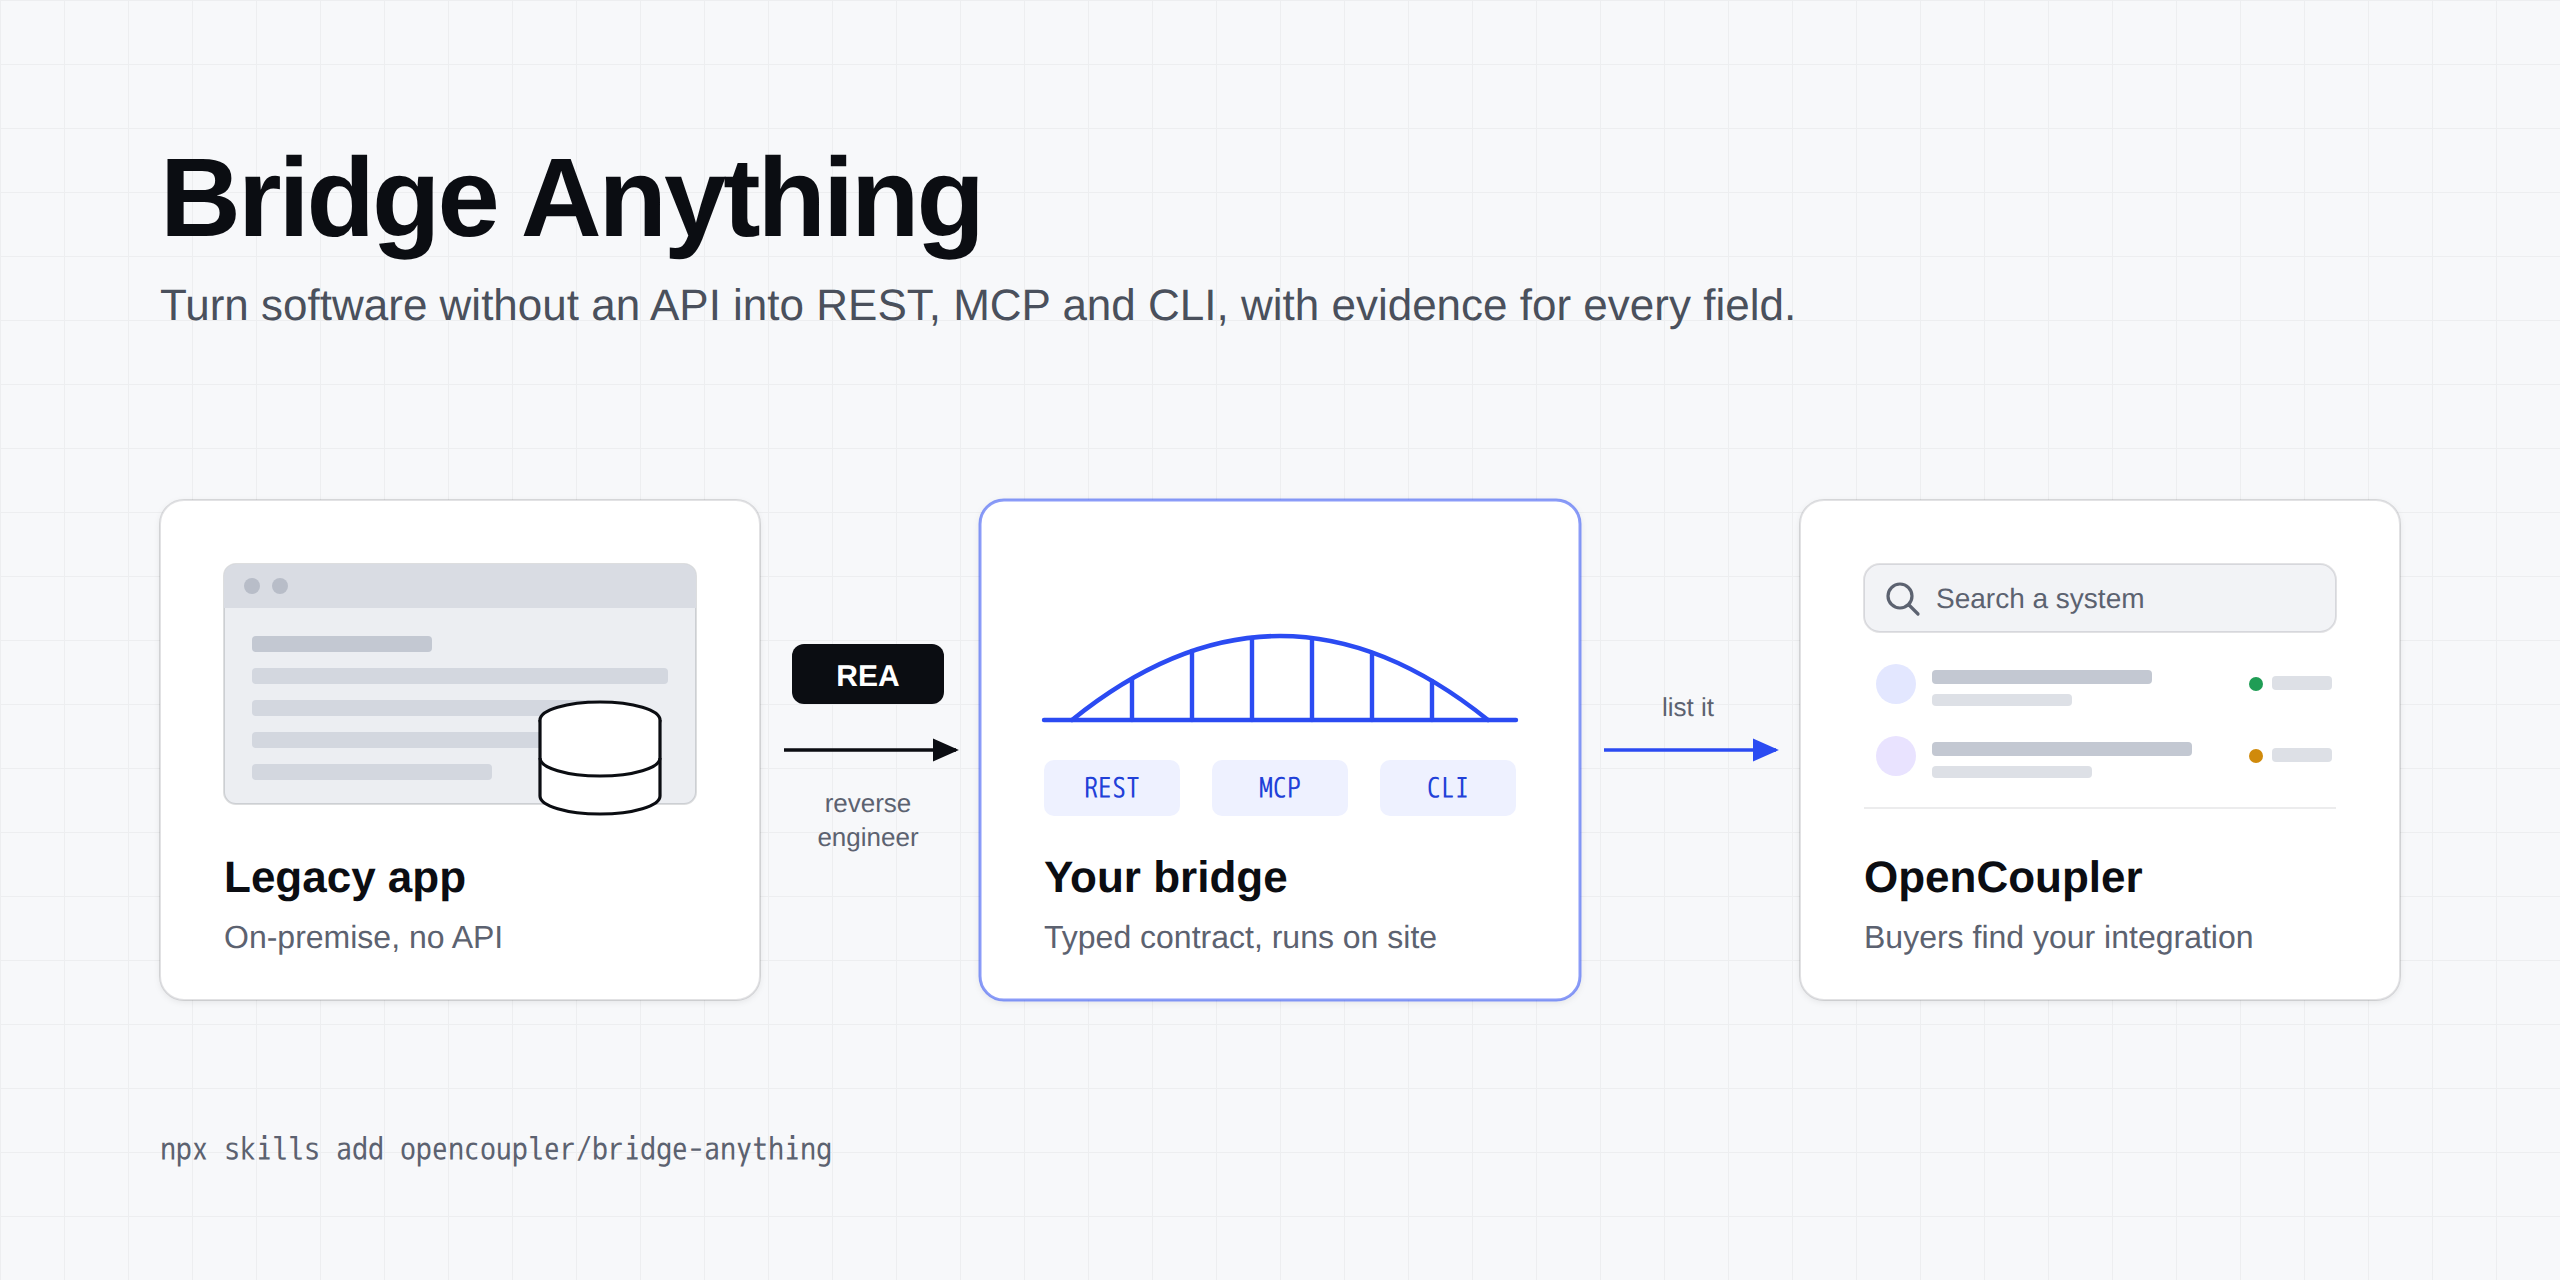 Bridge Anything
Turn software without an API into REST, MCP and CLI, with evidence for every field.
Legacy app
On-premise, no API
REA
reverse
engineer
REST
MCP
CLI
Your bridge
Typed contract, runs on site
list it
Search a system
OpenCoupler
Buyers find your integration
npx skills add opencoupler/bridge-anything